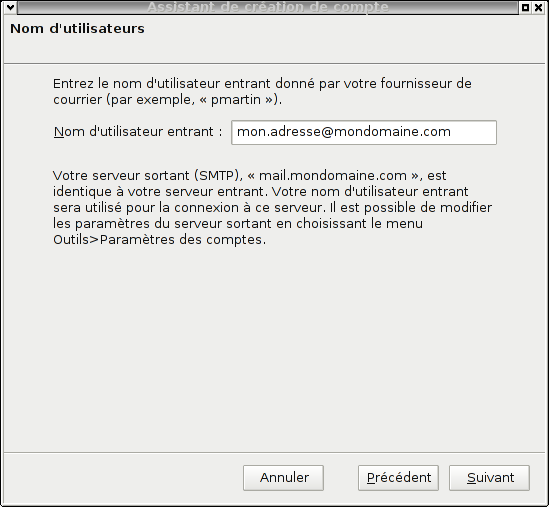 Assistant de création de compte
Nom d'utilisateurs
Entrez le nom d'utilisateur entrant donné par votre fournisseur de
courrier (par exemple, « pmartin »).
Nom d'utilisateur entrant : mon.adresse@mondomaine.com
Votre serveur sortant (SMTP), « mail.mondomaine.com », est
identique à votre serveur entrant. Votre nom d'utilisateur entrant
sera utilisé pour la connexion à ce serveur. Il est possible de modifier
les paramètres du serveur sortant en choisissant le menu
Outils>Paramètres des comptes.
Annuler Précédent Suivant